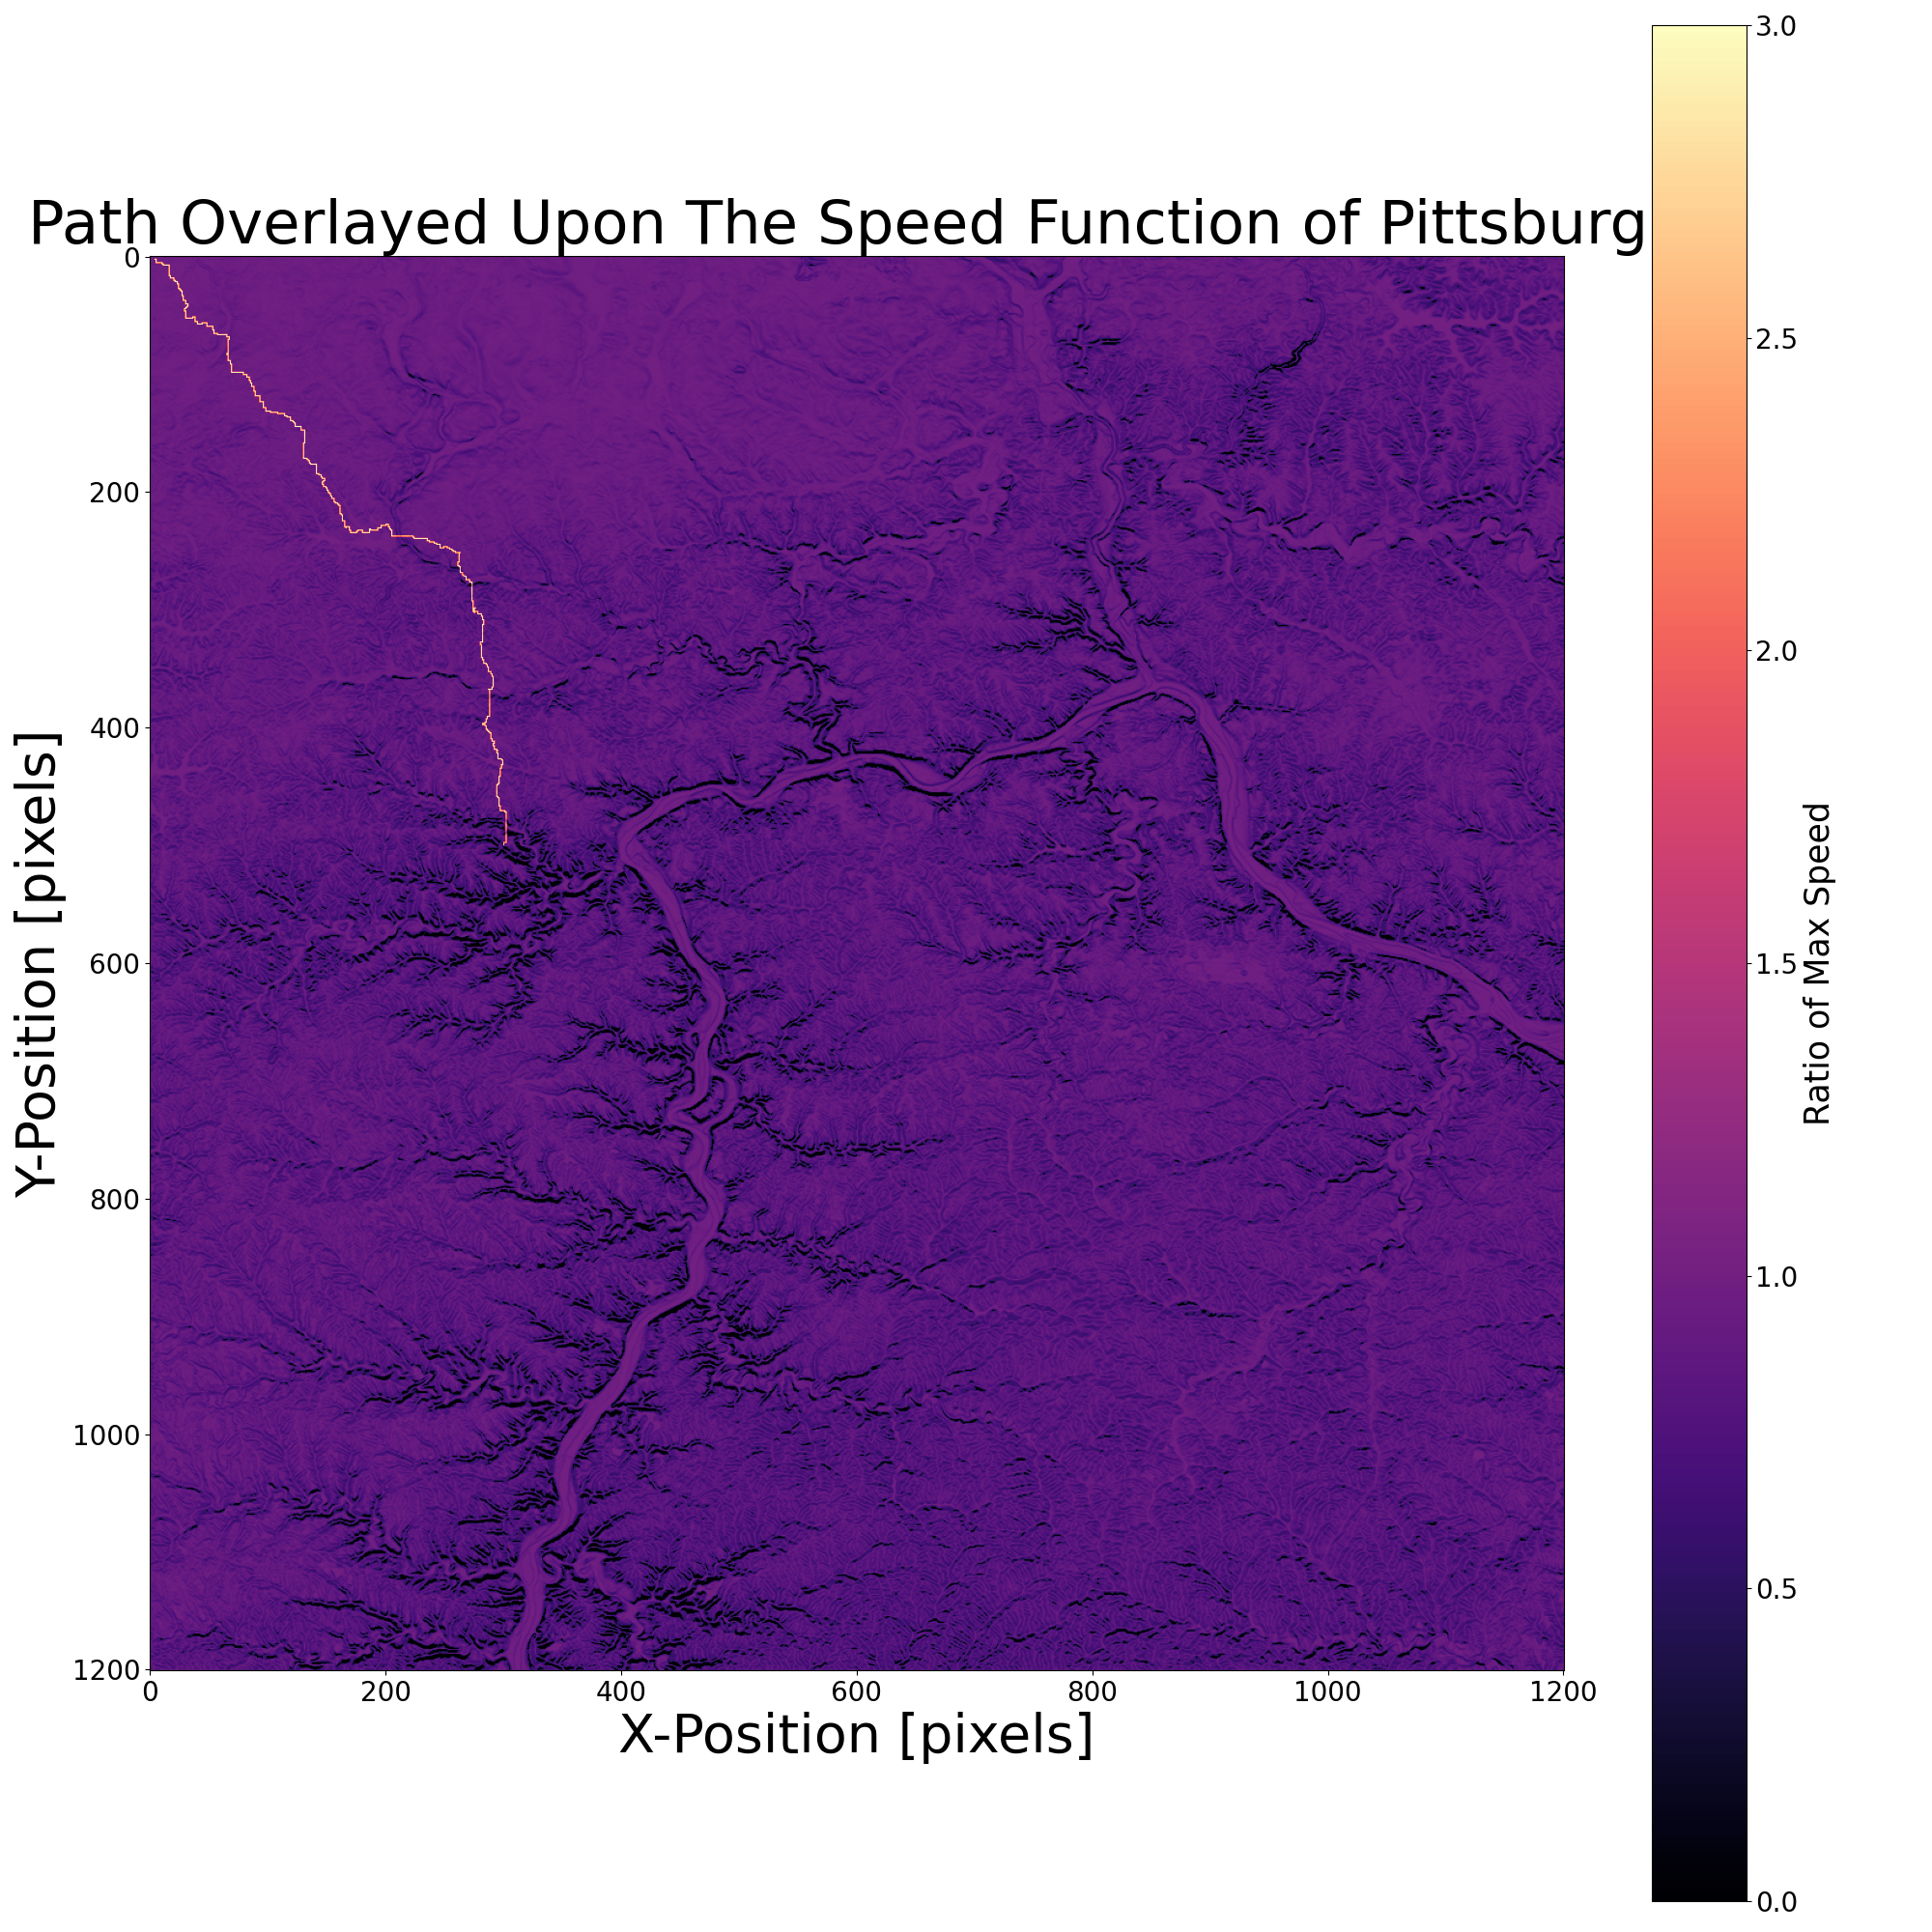 Path Overlayed Upon The Speed Function of Pittsburg
Y-Position [pixels]
0
200
400
600
800
1000
1200
0 200 400 600 800 1000 1200
X-Position [pixels]
3.0
2.5
2.0
1.5
1.0
0.5
0.0
Ratio of Max Speed